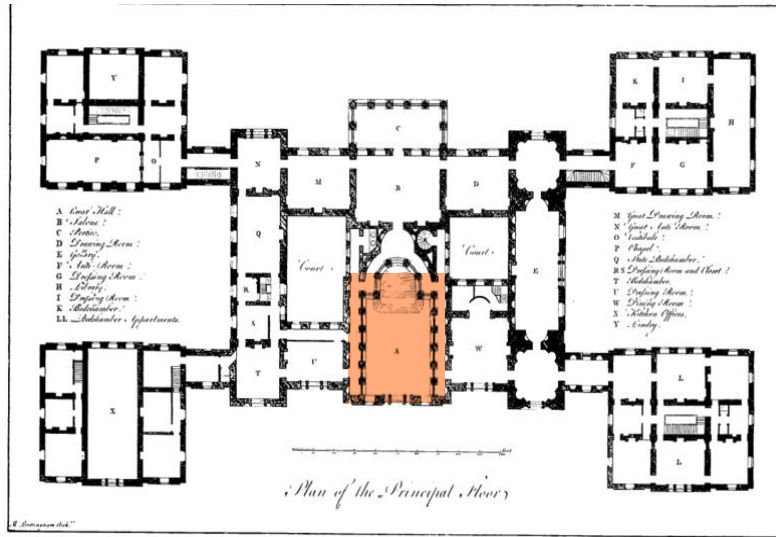 Y
P
O
N
M
C
B
D
K
I
H
F
G
A Great Hall.
B Salone.
C Portico.
D Drawing Room.
E Gallery.
F Anti-Room.
G Dressing Room.
H Library.
I Dressing Room.
K Bedchamber.
LL Bedchamber Appartments.
Q
Court
Court
E
R
S
M Great Drawing Room.
N Great Anti Room.
O Vestibule.
P Chapel.
Q State Bedchamber.
RS Dressing Room and Closet.
T Bedchamber.
U Dressing Room.
W Dining Room.
X Kitchen Offices.
Y Laundry.
A
W
U
T
X
L
L
Plan of the Principal Floor